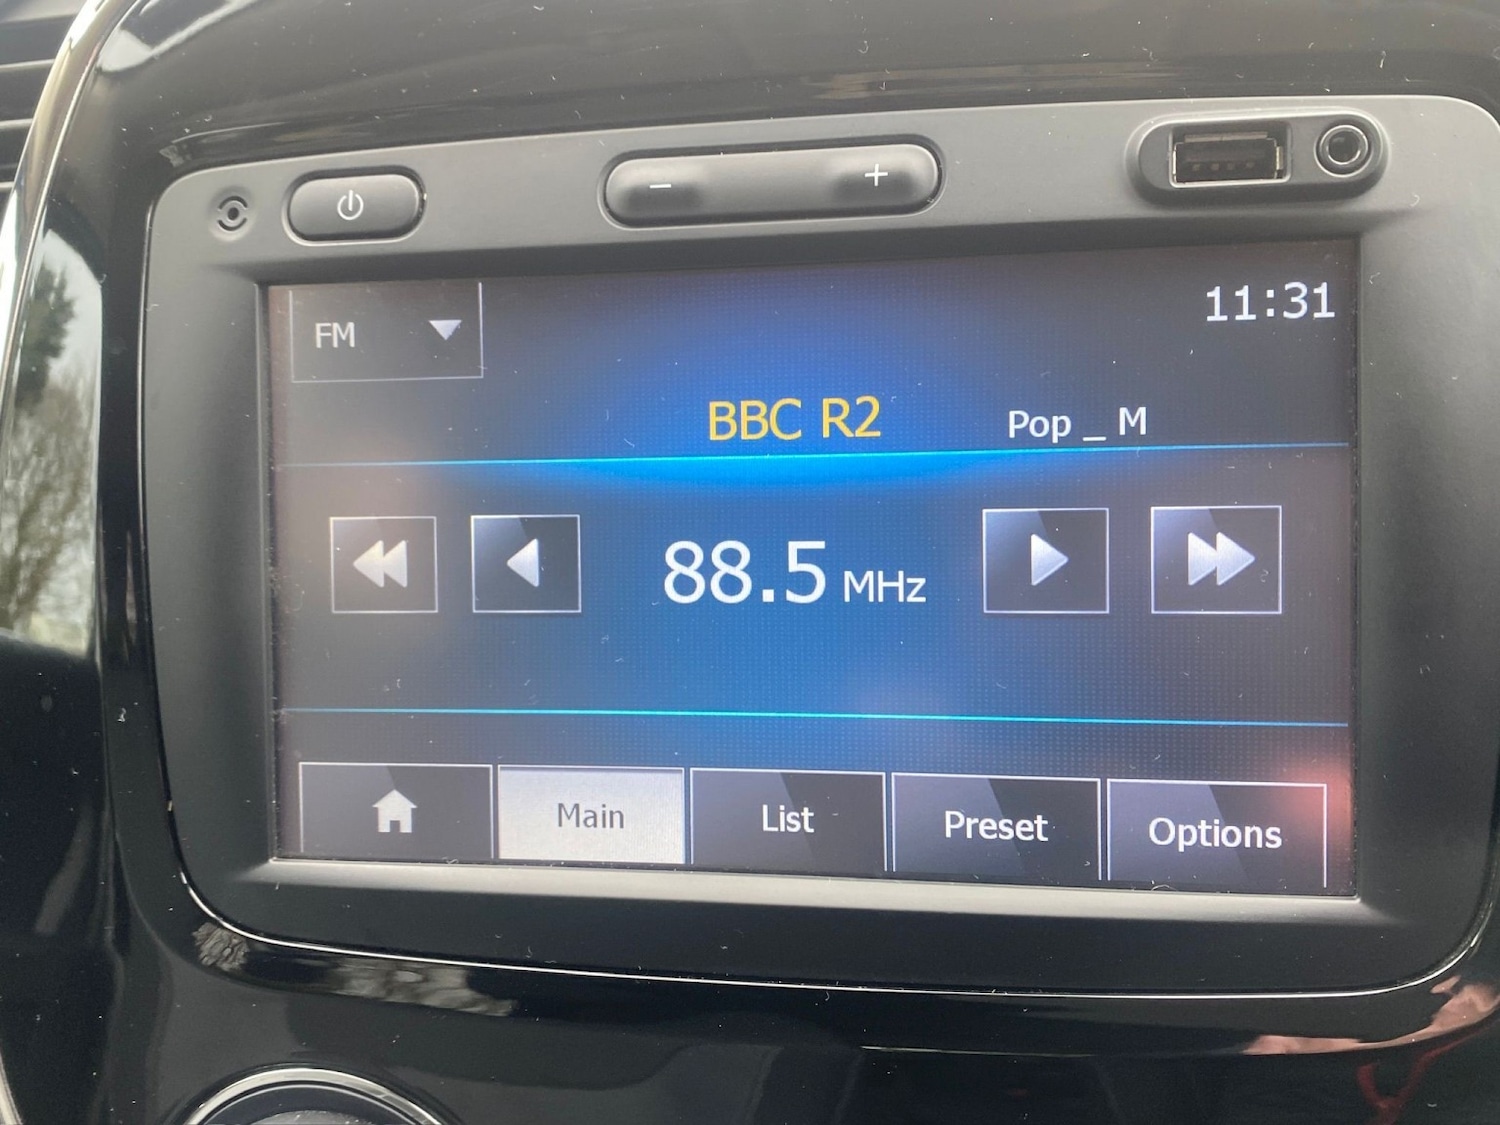 − +
FM 11:31
BBC R2 Pop _ M
88.5 MHz
Main List Preset Options